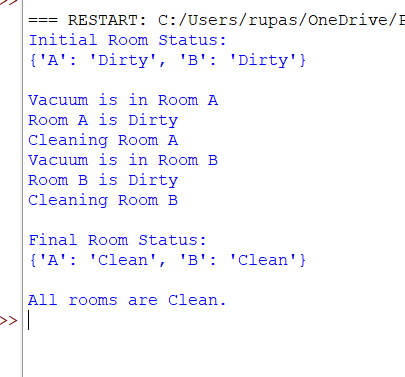 >>
=== RESTART: C:/Users/rupas/OneDrive/
Initial Room Status:
{'A': 'Dirty', 'B': 'Dirty'}
Vacuum is in Room A
Room A is Dirty
Cleaning Room A
Vacuum is in Room B
Room B is Dirty
Cleaning Room B
Final Room Status:
{'A': 'Clean', 'B': 'Clean'}
All rooms are Clean.
>>